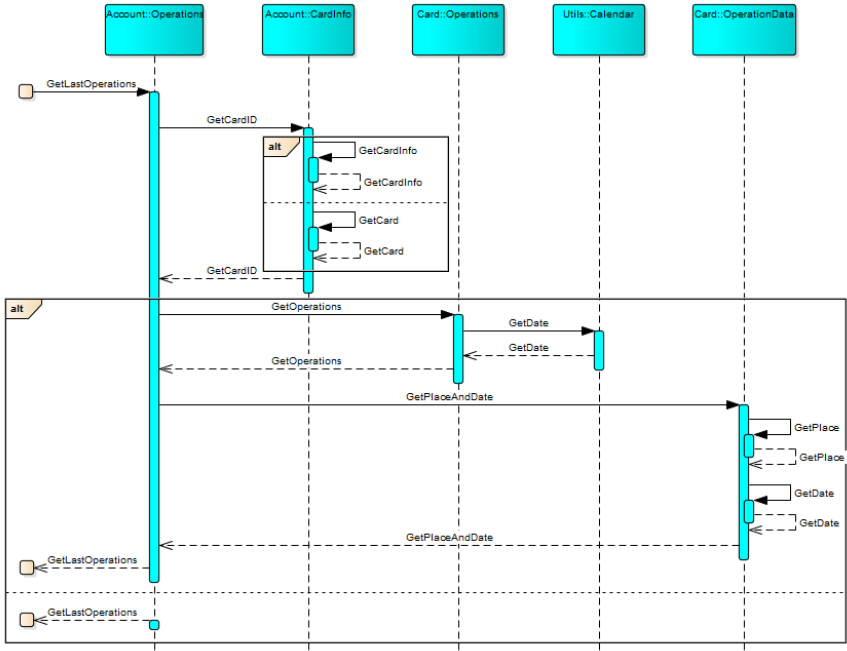 Account::Operations
Account::CardInfo
Card::Operations
Utils::Calendar
Card::OperationData
GetLastOperations
GetCardID
alt
GetCardInfo
GetCardInfo
GetCard
GetCard
GetCardID
alt
GetOperations
GetDate
GetDate
GetOperations
GetPlaceAndDate
GetPlace
GetPlace
GetDate
GetDate
GetPlaceAndDate
GetLastOperations
GetLastOperations